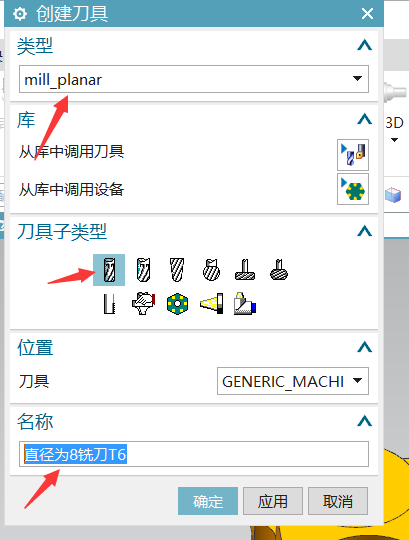 创建刀具
类型
mill_planar
库
从库中调用刀具
从库中调用设备
3D
刀具子类型
位置
刀具 GENERIC_MACHI
名称
直径为8铣刀T6
确定 应用 取消